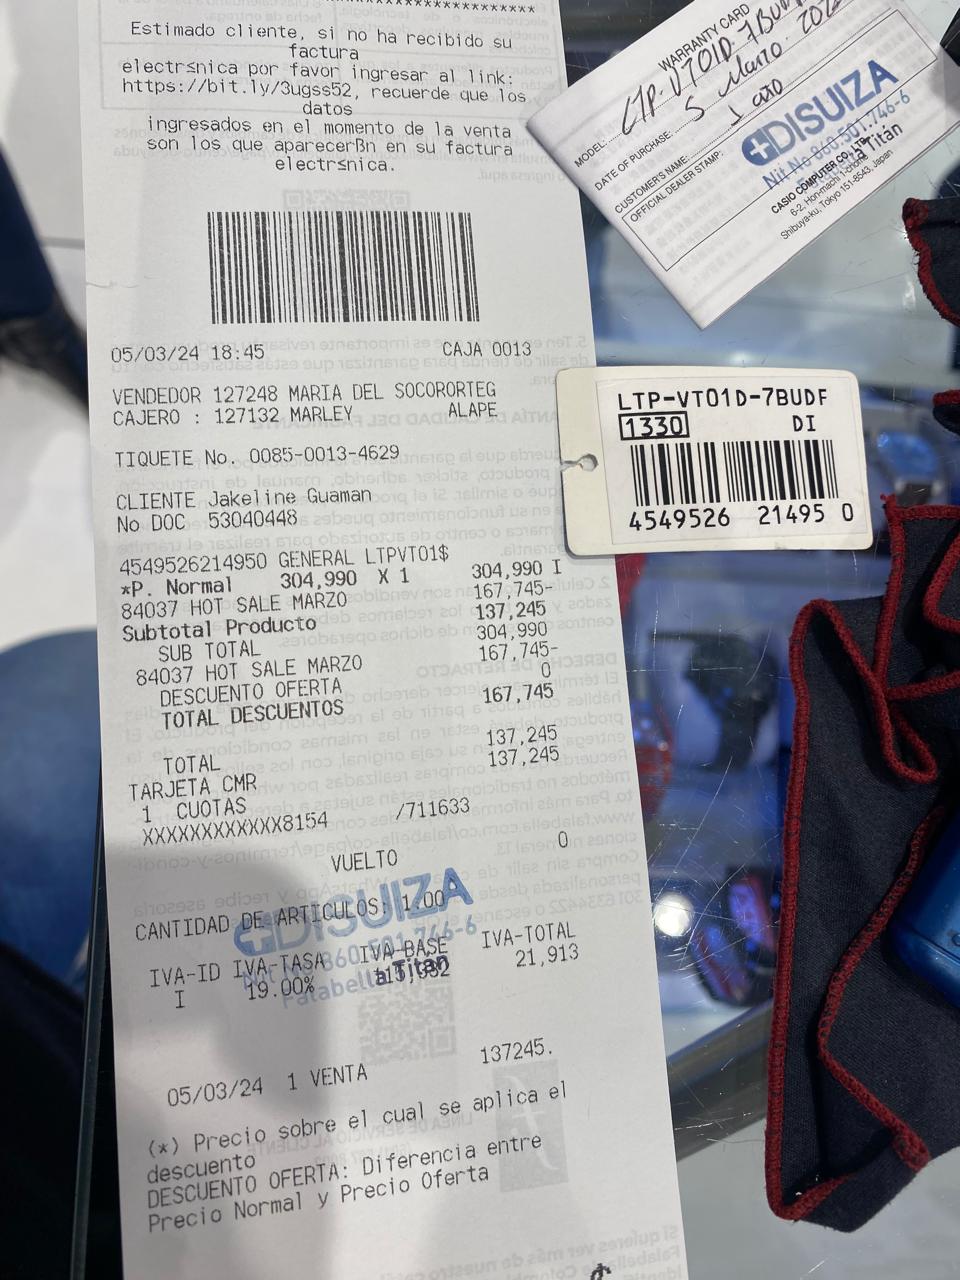 Estimado cliente, si no ha recibido su
factura
electr≤nica por favor ingresar al link:
https://bit.ly/3ugss52, recuerde que los
datos
ingresados en el momento de la venta
son los que aparecerßn en su factura
electr≤nica.
05/03/24 18:45 CAJA 0013
VENDEDOR 127248 MARIA DEL SOCORORTEG
CAJERO : 127132 MARLEY ALAPE
TIQUETE No. 0085-0013-4629
CLIENTE Jakeline Guaman
No DOC 53040448
4549526214950 GENERAL LTPVT01$
*P. Normal 304,990 X 1 304,990 I
84037 HOT SALE MARZO 167,745-
Subtotal Producto 137,245
SUB TOTAL 304,990
84037 HOT SALE MARZO 167,745-
DESCUENTO OFERTA 0
TOTAL DESCUENTOS 167,745
TOTAL 137,245
TARJETA CMR 137,245
1 CUOTAS
XXXXXXXXXXXX8154 /711633
VUELTO 0
CANTIDAD DE ARTICULOS: 1.00
DISUIZA
Nit No 860.501.746-6
Falabella Titán
IVA-ID IVA-TASA IVA-BASE IVA-TOTAL
I 19.00% 21,913
05/03/24 1 VENTA 137245.
(*) Precio sobre el cual se aplica el
descuento
DESCUENTO OFERTA: Diferencia entre
Precio Normal y Precio Oferta
WARRANTY CARD
MODEL: LTP-VT01D-7BUDF
DATE OF PURCHASE: 5 Marzo 2024
CUSTOMER'S NAME: 1 año
OFFICIAL DEALER STAMP:
DISUIZA
Nit No 860.501.746-6
Titán
CASIO COMPUTER CO., LTD.
6-2, Hon-machi 1-chome
Shibuya-ku, Tokyo 151-8543, Japan
LTP-VT01D-7BUDF
1330 DI
4549526 21495 0